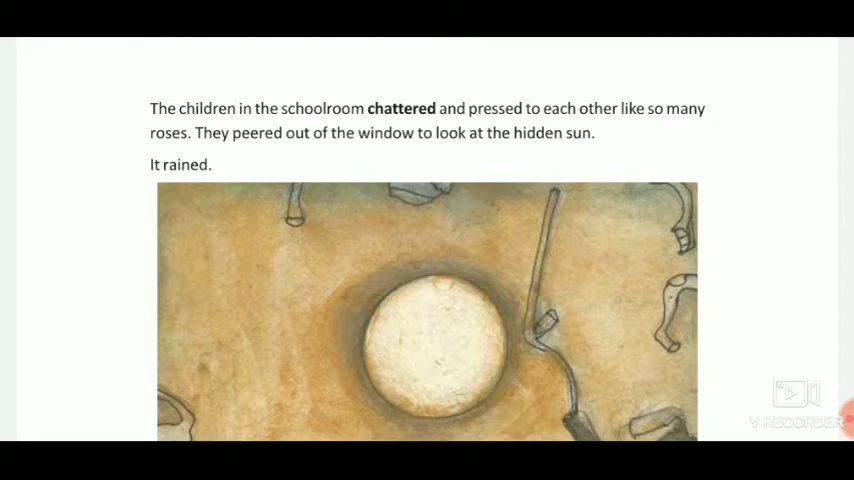 The children in the schoolroom chattered and pressed to each other like so many
roses. They peered out of the window to look at the hidden sun.
It rained.
V RECORDER